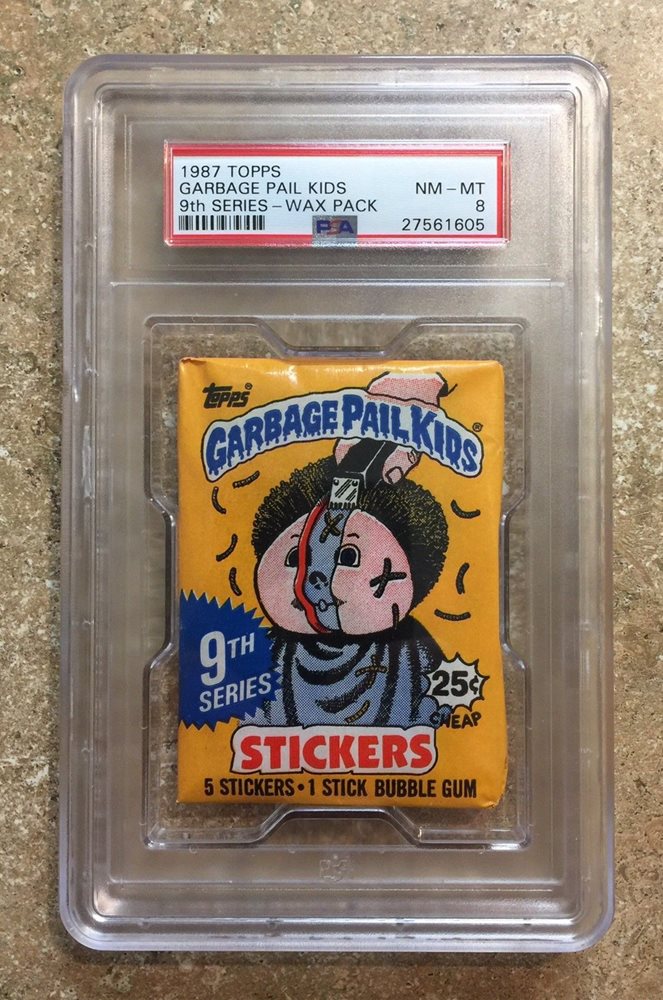 1987 TOPPS
GARBAGE PAIL KIDS NM - MT
9th SERIES - WAX PACK 8
PSA 27561605
TOPPS®
GARBAGE PAIL KIDS®
9TH
SERIES
25¢
CHEAP
STICKERS
5 STICKERS • 1 STICK BUBBLE GUM